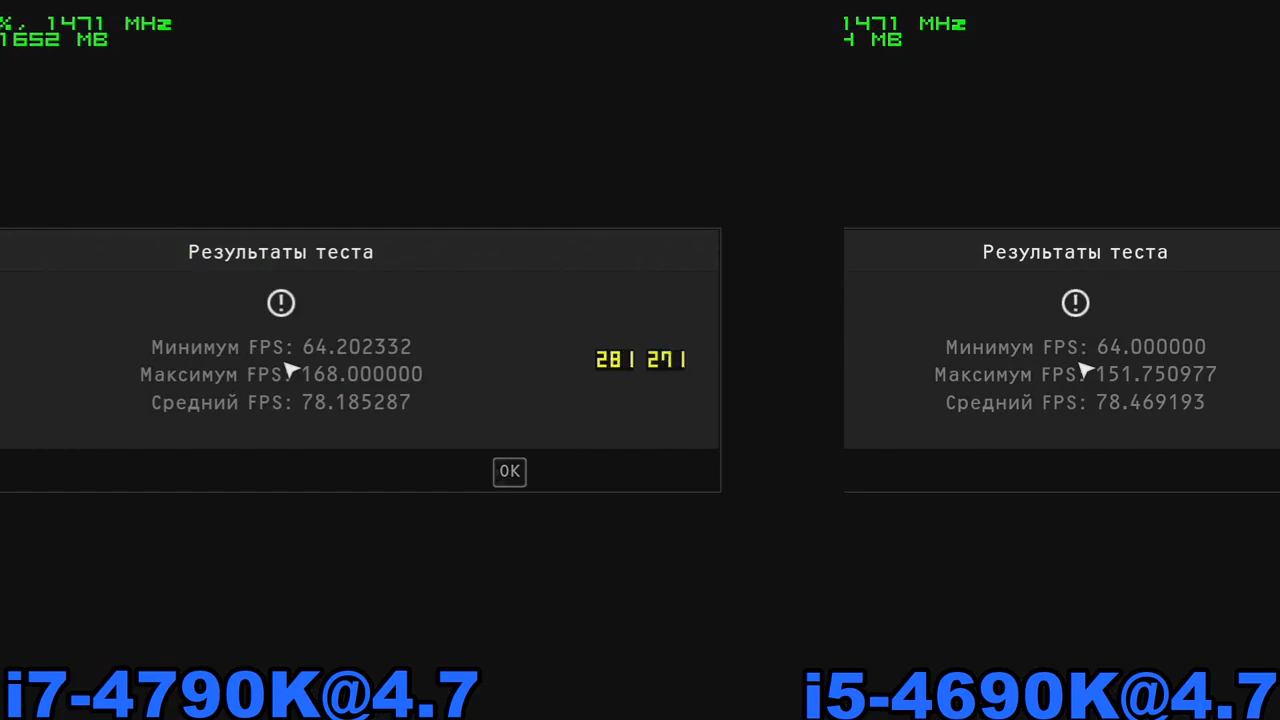 %, 1471 MHz
1652 MB
1471 MHz
MB
Результаты теста
Минимум FPS: 64.202332
Максимум FPS: 168.000000
Средний FPS: 78.185287
281 271
OK
Результаты теста
Минимум FPS: 64.000000
Максимум FPS: 151.750977
Средний FPS: 78.469193
i7-4790K@4.7
i5-4690K@4.7